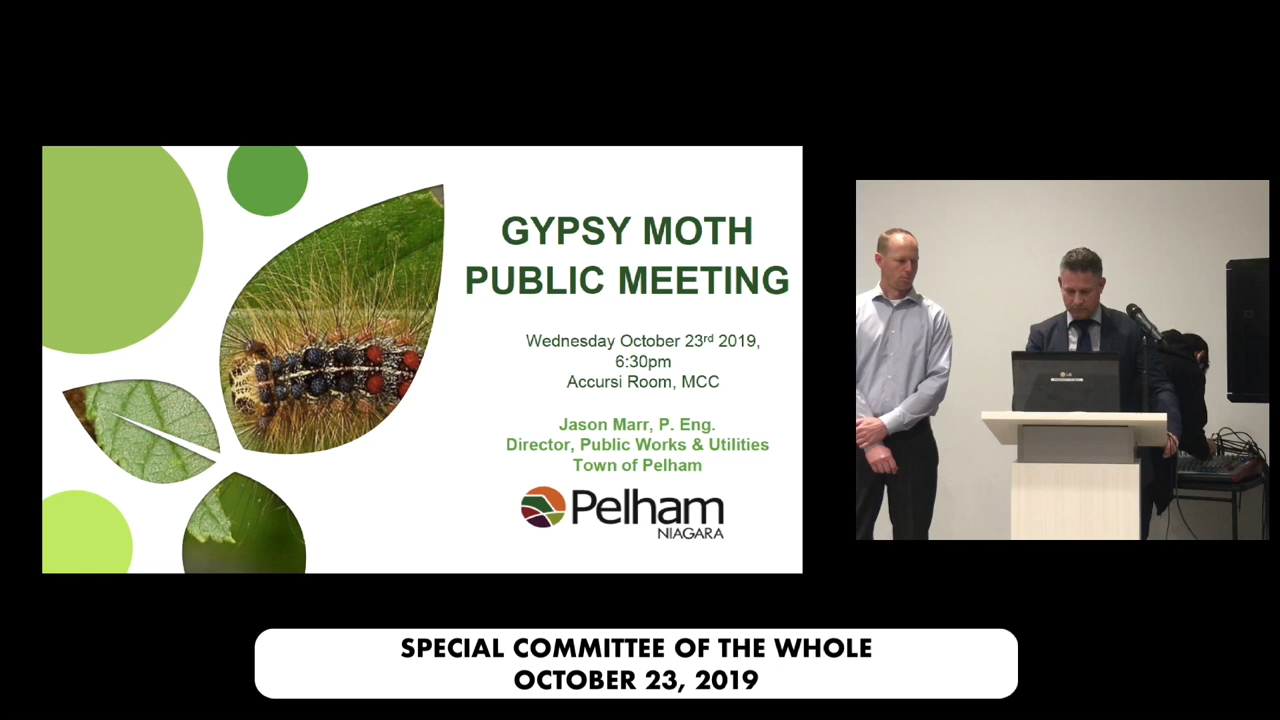 GYPSY MOTH
PUBLIC MEETING
Wednesday October 23rd 2019,
6:30pm
Accursi Room, MCC
Jason Marr, P. Eng.
Director, Public Works & Utilities
Town of Pelham
Pelham
NIAGARA
LG
SPECIAL COMMITTEE OF THE WHOLE
OCTOBER 23, 2019